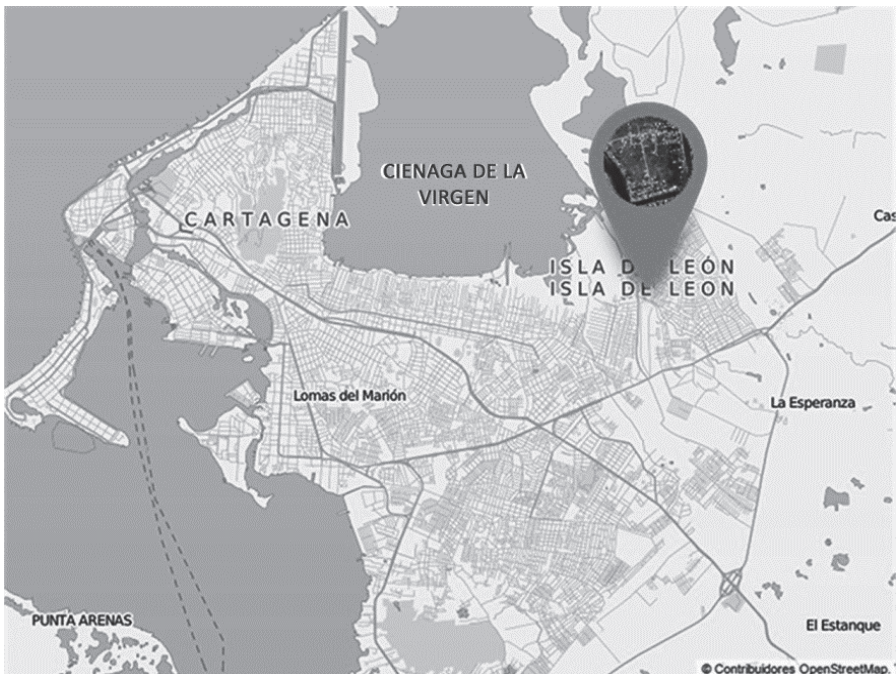 CIENAGA DE LA
VIRGEN
CARTAGENA
Cas
ISLA DE LEÓN
ISLA DE LEON
Lomas del Marión
La Esperanza
PUNTA ARENAS
El Estanque
© Contribuidores OpenStreetMap,